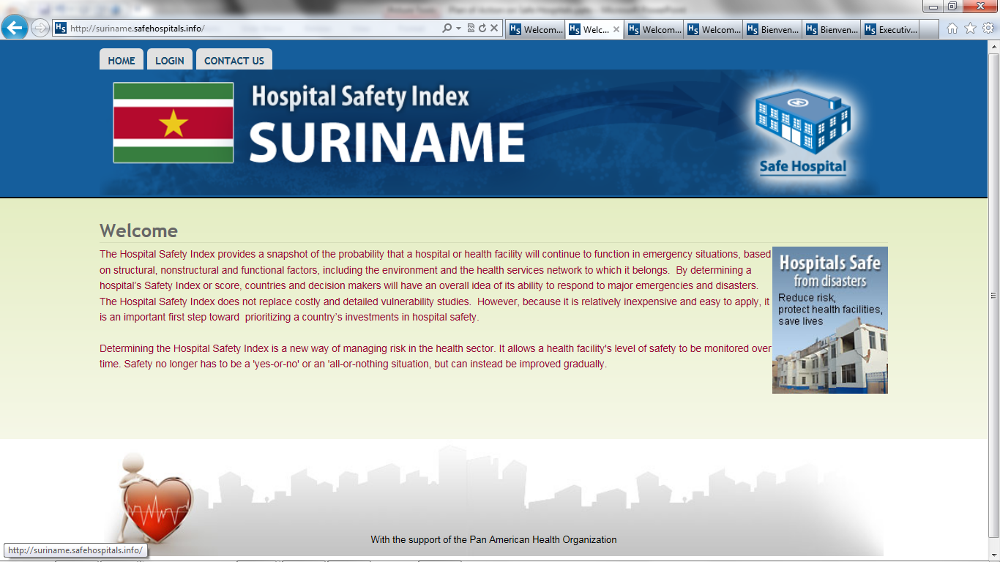 http://suriname.safehospitals.info/
Welcom...
Welc...
Welcom...
Welcom...
Bienven...
Bienven...
Executiv...
HOME
LOGIN
CONTACT US
Hospital Safety Index
SURINAME
Safe Hospital
Welcome
The Hospital Safety Index provides a snapshot of the probability that a hospital or health facility will continue to function in emergency situations, based
on structural, nonstructural and functional factors, including the environment and the health services network to which it belongs.  By determining a
hospital's Safety Index or score, countries and decision makers will have an overall idea of its ability to respond to major emergencies and disasters.
The Hospital Safety Index does not replace costly and detailed vulnerability studies.  However, because it is relatively inexpensive and easy to apply, it
is an important first step toward  prioritizing a country's investments in hospital safety.
Determining the Hospital Safety Index is a new way of managing risk in the health sector. It allows a health facility's level of safety to be monitored over
time. Safety no longer has to be a 'yes-or-no' or an 'all-or-nothing situation, but can instead be improved gradually.
Hospitals Safe
from disasters
Reduce risk,
protect health facilities,
save lives
With the support of the Pan American Health Organization
http://suriname.safehospitals.info/